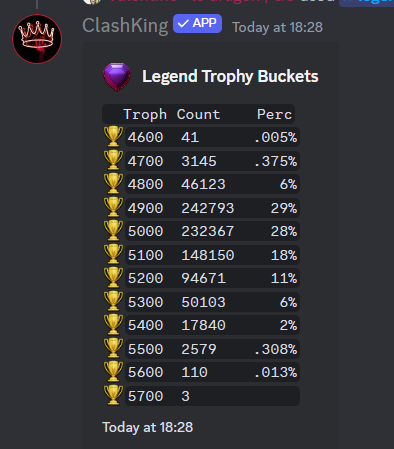 ClashKing ✓ APP Today at 18:28
Legend Trophy Buckets
Troph Count Perc
4600 41 .005%
4700 3145 .375%
4800 46123 6%
4900 242793 29%
5000 232367 28%
5100 148150 18%
5200 94671 11%
5300 50103 6%
5400 17840 2%
5500 2579 .308%
5600 110 .013%
5700 3
Today at 18:28